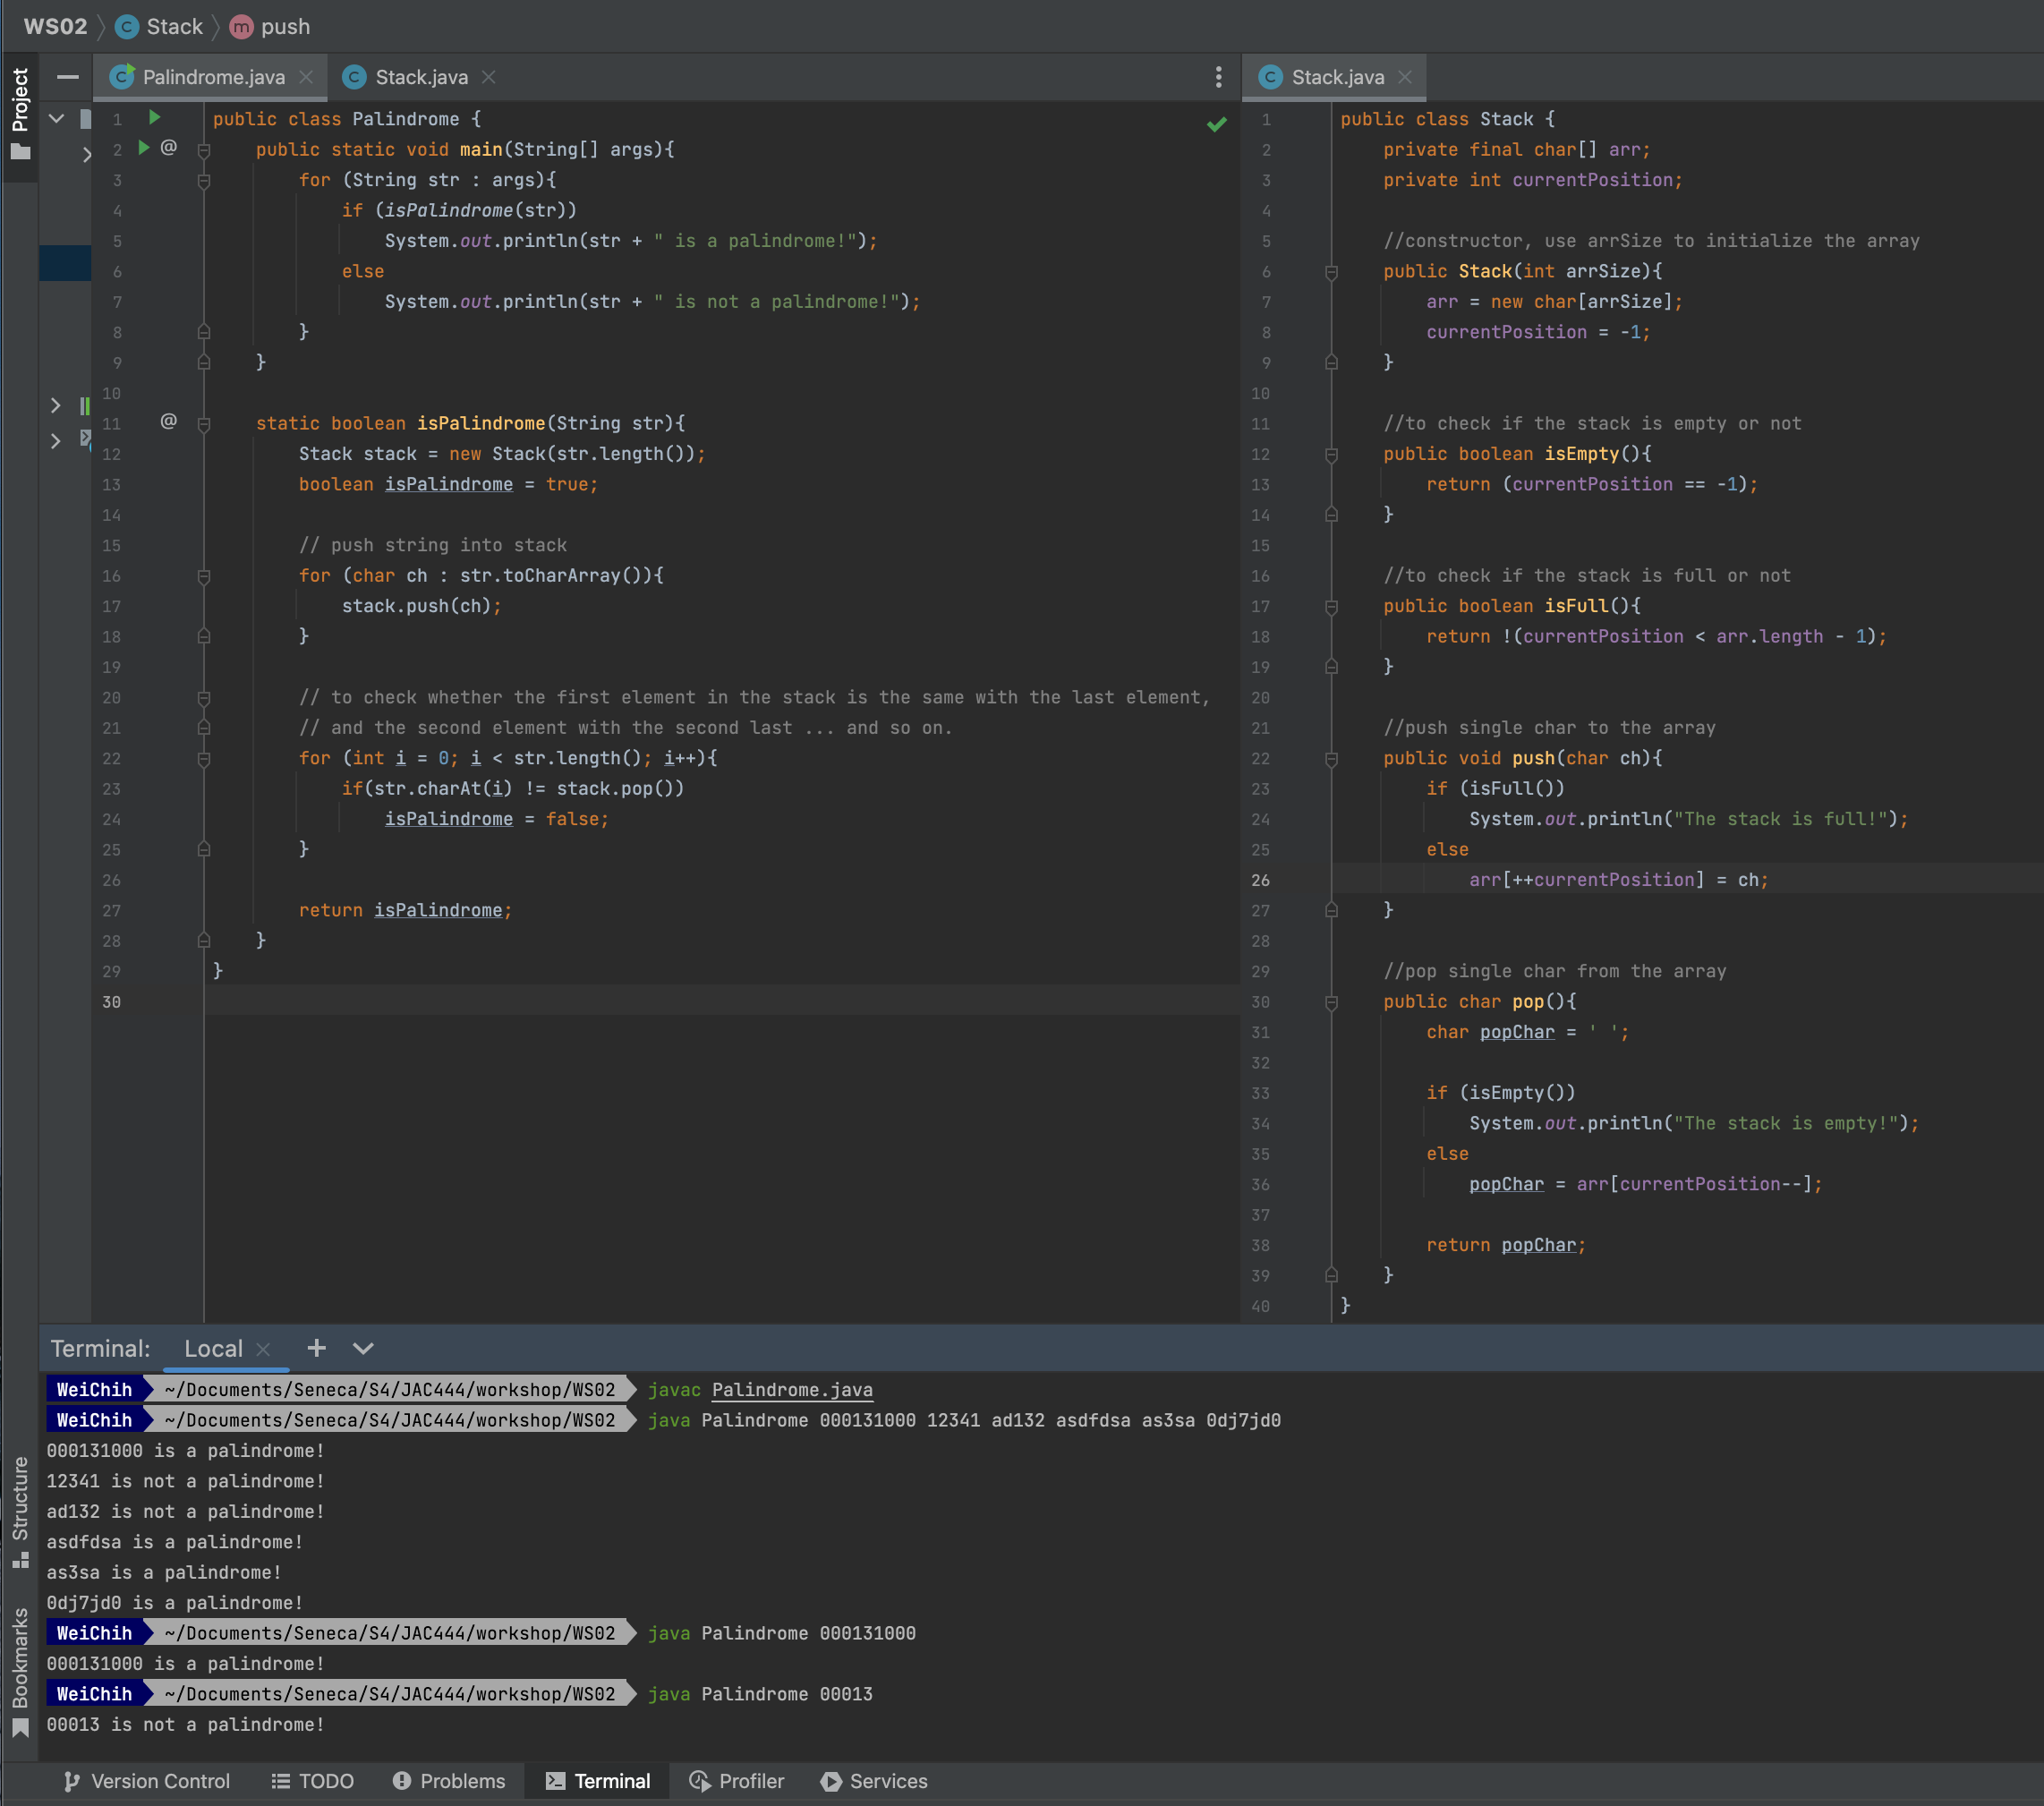 WS02 Stack push
Project
Palindrome.java Stack.java
1 public class Palindrome {
2     public static void main(String[] args){
3         for (String str : args){
4             if (isPalindrome(str))
5                 System.out.println(str + " is a palindrome!");
6             else
7                 System.out.println(str + " is not a palindrome!");
8         }
9     }
10
11     static boolean isPalindrome(String str){
12         Stack stack = new Stack(str.length());
13         boolean isPalindrome = true;
14
15         // push string into stack
16         for (char ch : str.toCharArray()){
17             stack.push(ch);
18         }
19
20         // to check whether the first element in the stack is the same with the last element,
21         // and the second element with the second last ... and so on.
22         for (int i = 0; i < str.length(); i++){
23             if(str.charAt(i) != stack.pop())
24                 isPalindrome = false;
25         }
26
27         return isPalindrome;
28     }
29 }
30
Stack.java
1 public class Stack {
2     private final char[] arr;
3     private int currentPosition;
4
5     //constructor, use arrSize to initialize the array
6     public Stack(int arrSize){
7         arr = new char[arrSize];
8         currentPosition = -1;
9     }
10
11     //to check if the stack is empty or not
12     public boolean isEmpty(){
13         return (currentPosition == -1);
14     }
15
16     //to check if the stack is full or not
17     public boolean isFull(){
18         return !(currentPosition < arr.length - 1);
19     }
20
21     //push single char to the array
22     public void push(char ch){
23         if (isFull())
24             System.out.println("The stack is full!");
25         else
26             arr[++currentPosition] = ch;
27     }
28
29     //pop single char from the array
30     public char pop(){
31         char popChar = ' ';
32
33         if (isEmpty())
34             System.out.println("The stack is empty!");
35         else
36             popChar = arr[currentPosition--];
37
38         return popChar;
39     }
40 }
Terminal: Local
WeiChih ~/Documents/Seneca/S4/JAC444/workshop/WS02 javac Palindrome.java
WeiChih ~/Documents/Seneca/S4/JAC444/workshop/WS02 java Palindrome 000131000 12341 ad132 asdfdsa as3sa 0dj7jd0
000131000 is a palindrome!
12341 is not a palindrome!
ad132 is not a palindrome!
asdfdsa is a palindrome!
as3sa is a palindrome!
0dj7jd0 is a palindrome!
WeiChih ~/Documents/Seneca/S4/JAC444/workshop/WS02 java Palindrome 000131000
000131000 is a palindrome!
WeiChih ~/Documents/Seneca/S4/JAC444/workshop/WS02 java Palindrome 00013
00013 is not a palindrome!
Structure
Bookmarks
Version Control TODO Problems Terminal Profiler Services